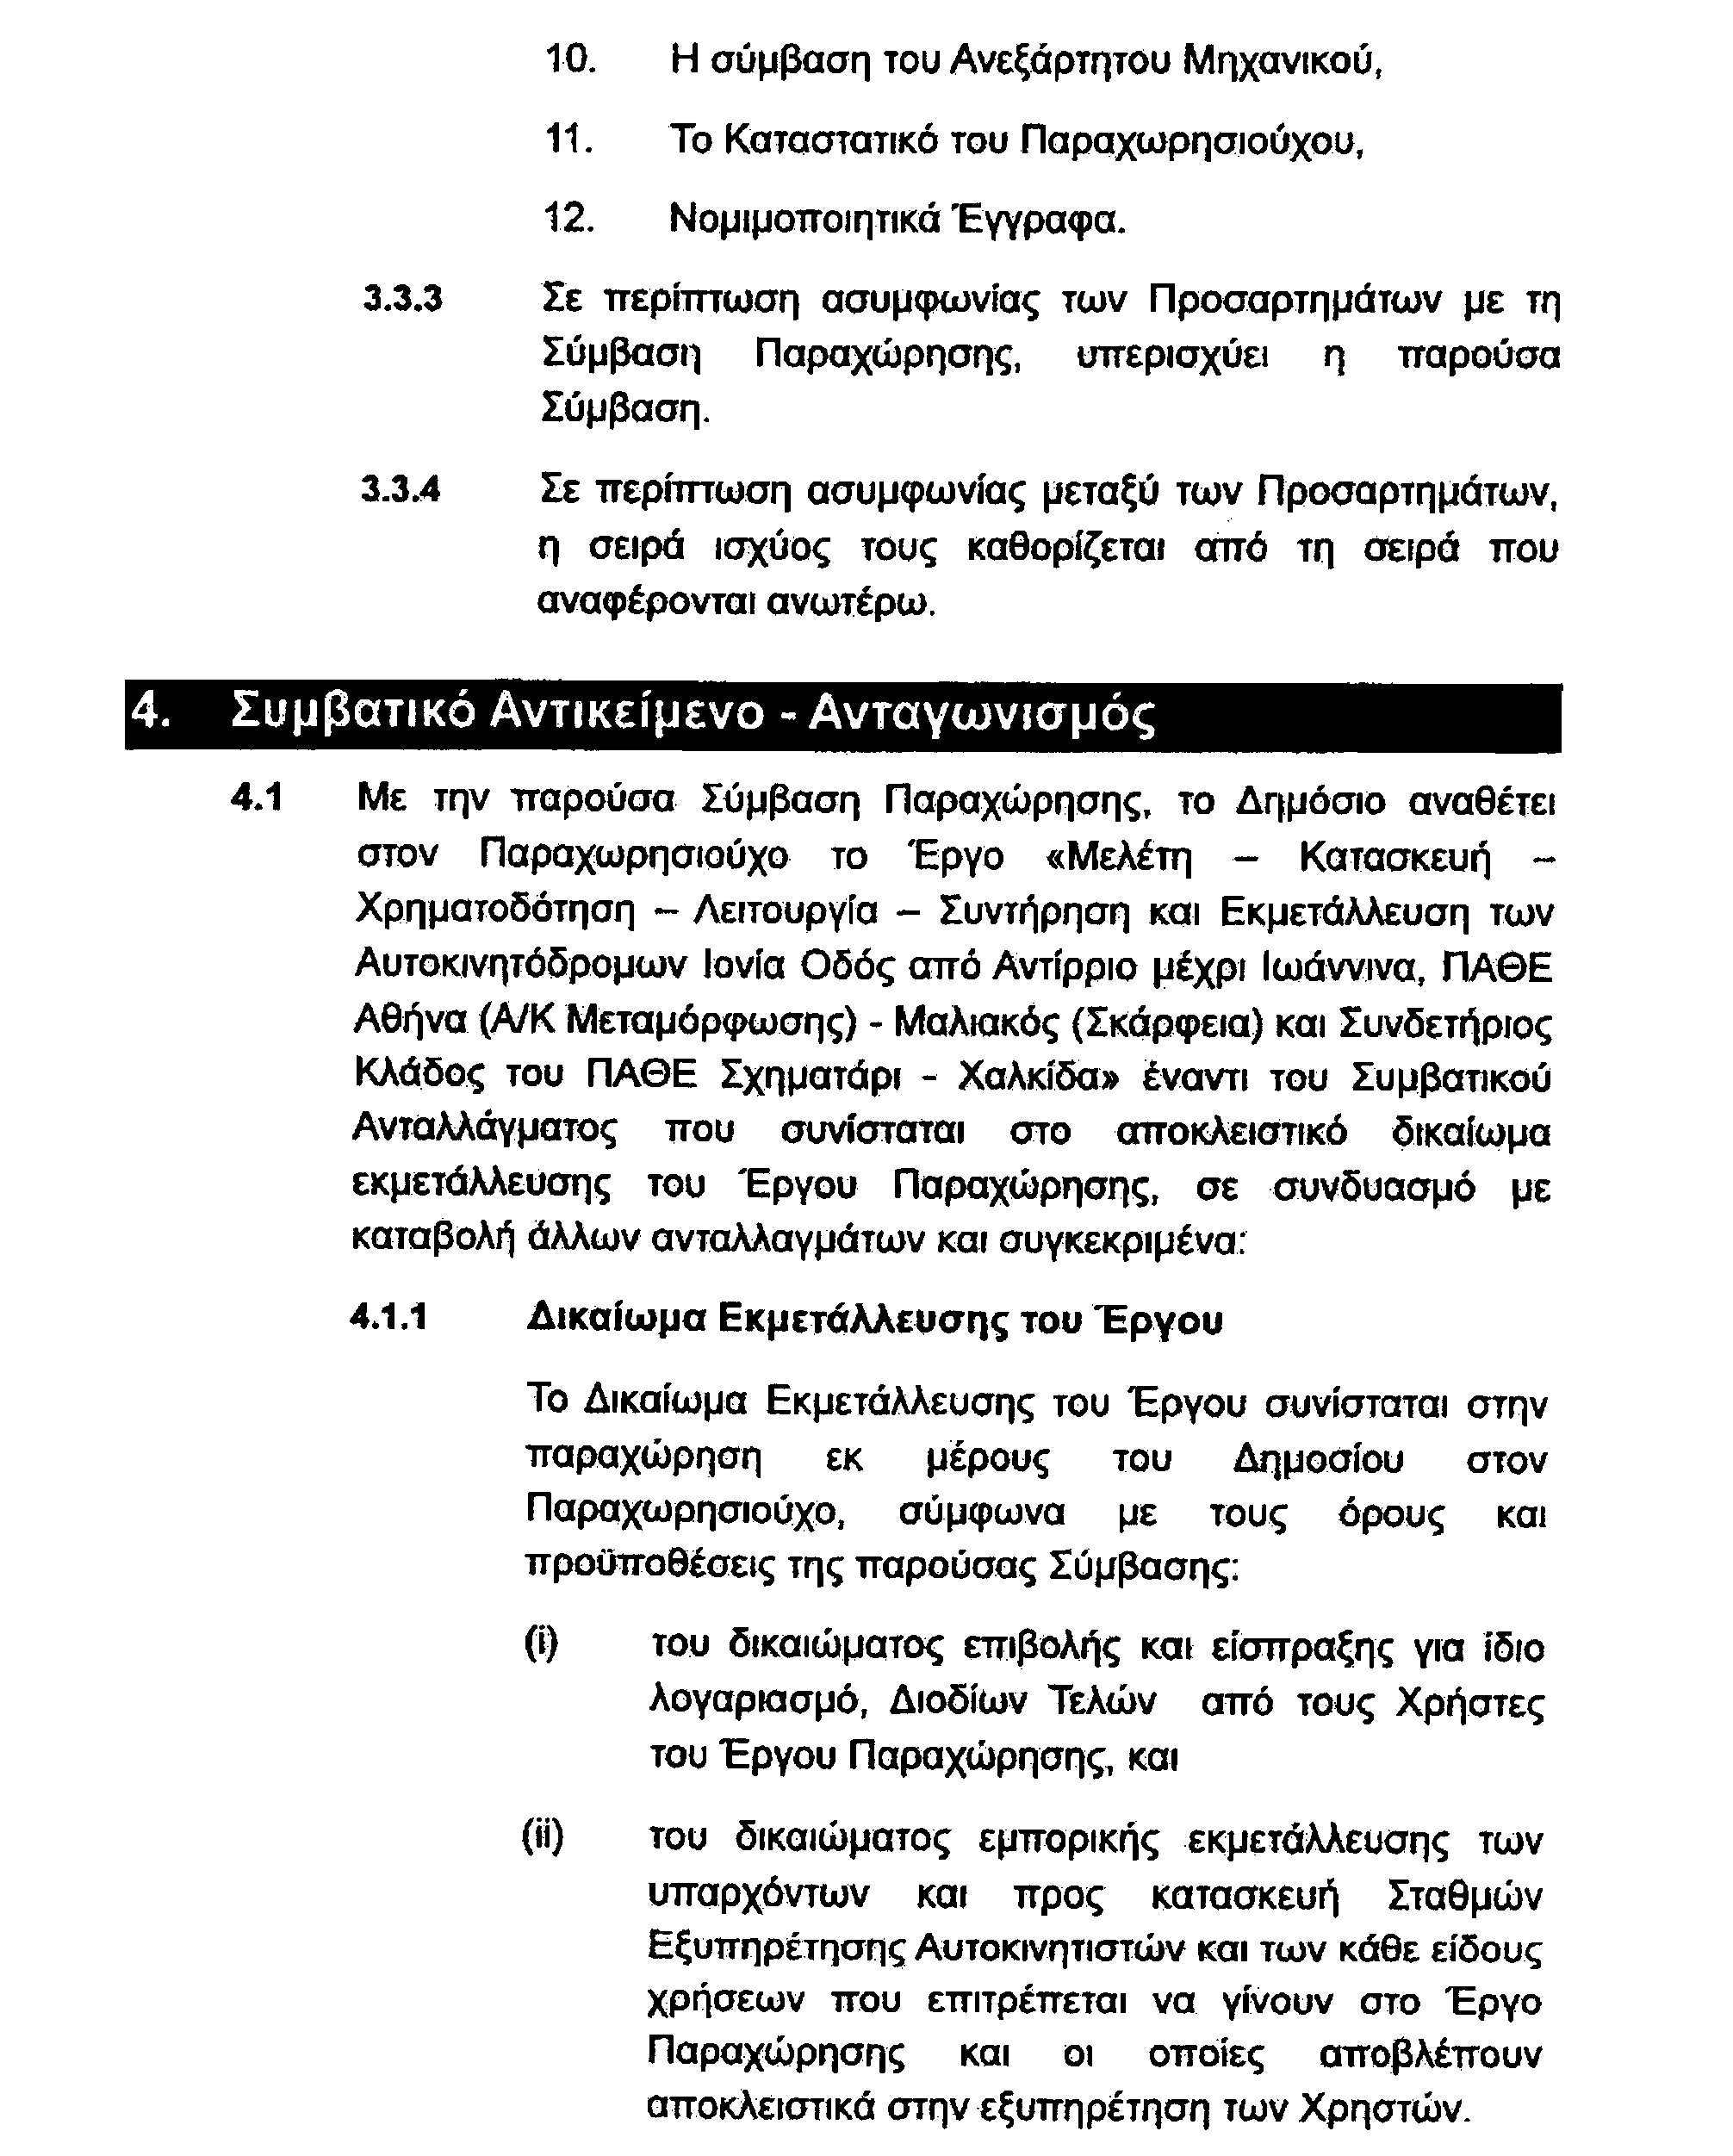 10. Η σύμβαση του Ανεξάρτητου Μηχανικού,
11. Το Καταστατικό του Παραχωρησιούχου,
12. Νομιμοποιητικά Έγγραφα.
3.3.3 Σε περίπτωση ασυμφωνίας των Προσαρτημάτων με τη
Σύμβαση Παραχώρησης, υπερισχύει η παρούσα
Σύμβαση.
3.3.4 Σε περίπτωση ασυμφωνίας μεταξύ των Προσαρτημάτων,
η σειρά ισχύος τους καθορίζεται από τη σειρά που
αναφέρονται ανωτέρω.
4. Συμβατικό Αντικείμενο - Ανταγωνισμός
4.1 Με την παρούσα Σύμβαση Παραχώρησης, το Δημόσιο αναθέτει
στον Παραχωρησιούχο το Έργο «Μελέτη – Κατασκευή –
Χρηματοδότηση – Λειτουργία – Συντήρηση και Εκμετάλλευση των
Αυτοκινητόδρομων Ιονία Οδός από Αντίρριο μέχρι Ιωάννινα, ΠΑΘΕ
Αθήνα (Α/Κ Μεταμόρφωσης) - Μαλιακός (Σκάρφεια) και Συνδετήριος
Κλάδος του ΠΑΘΕ Σχηματάρι - Χαλκίδα» έναντι του Συμβατικού
Ανταλλάγματος που συνίσταται στο αποκλειστικό δικαίωμα
εκμετάλλευσης του Έργου Παραχώρησης, σε συνδυασμό με
καταβολή άλλων ανταλλαγμάτων και συγκεκριμένα:
4.1.1 Δικαίωμα Εκμετάλλευσης του Έργου
Το Δικαίωμα Εκμετάλλευσης του Έργου συνίσταται στην
παραχώρηση εκ μέρους του Δημοσίου στον
Παραχωρησιούχο, σύμφωνα με τους όρους και
προϋποθέσεις της παρούσας Σύμβασης:
(i) του δικαιώματος επιβολής και είσπραξης για ίδιο
λογαριασμό, Διοδίων Τελών από τους Χρήστες
του Έργου Παραχώρησης, και
(ii) του δικαιώματος εμπορικής εκμετάλλευσης των
υπαρχόντων και προς κατασκευή Σταθμών
Εξυπηρέτησης Αυτοκινητιστών και των κάθε είδους
χρήσεων που επιτρέπεται να γίνουν στο Έργο
Παραχώρησης και οι οποίες αποβλέπουν
αποκλειστικά στην εξυπηρέτηση των Χρηστών.